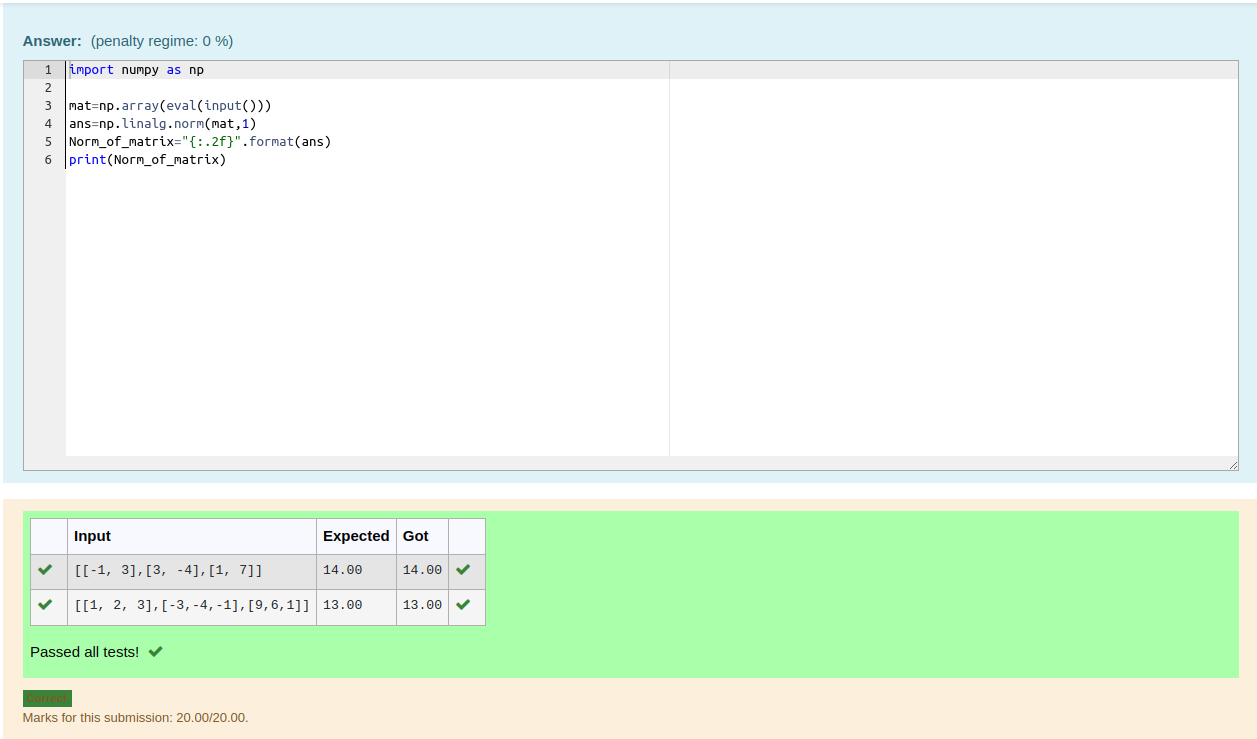 Answer: (penalty regime: 0 %)
1 import numpy as np
2
3 mat=np.array(eval(input()))
4 ans=np.linalg.norm(mat,1)
5 Norm_of_matrix="{:.2f}".format(ans)
6 print(Norm_of_matrix)
Input Expected Got
[[-1, 3],[3, -4],[1, 7]] 14.00 14.00
[[1, 2, 3],[-3,-4,-1],[9,6,1]] 13.00 13.00
Passed all tests!
Correct
Marks for this submission: 20.00/20.00.